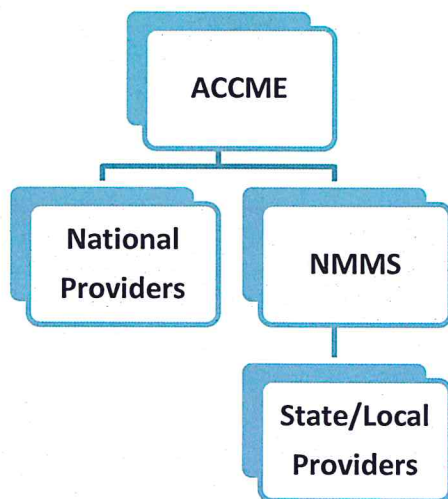 ACCME
National
Providers
NMMS
State/Local
Providers